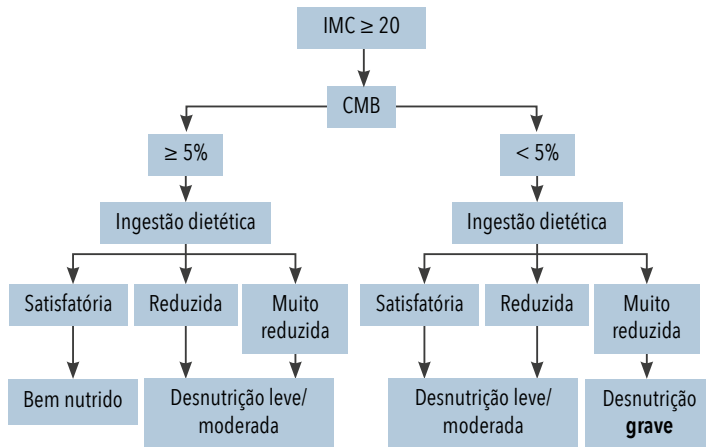 IMC ≥ 20
CMB
≥ 5%
< 5%
Ingestão dietética
Ingestão dietética
Satisfatória
Reduzida
Muito
reduzida
Satisfatória
Reduzida
Muito
reduzida
Bem nutrido
Desnutrição leve/
moderada
Desnutrição leve/
moderada
Desnutrição
grave